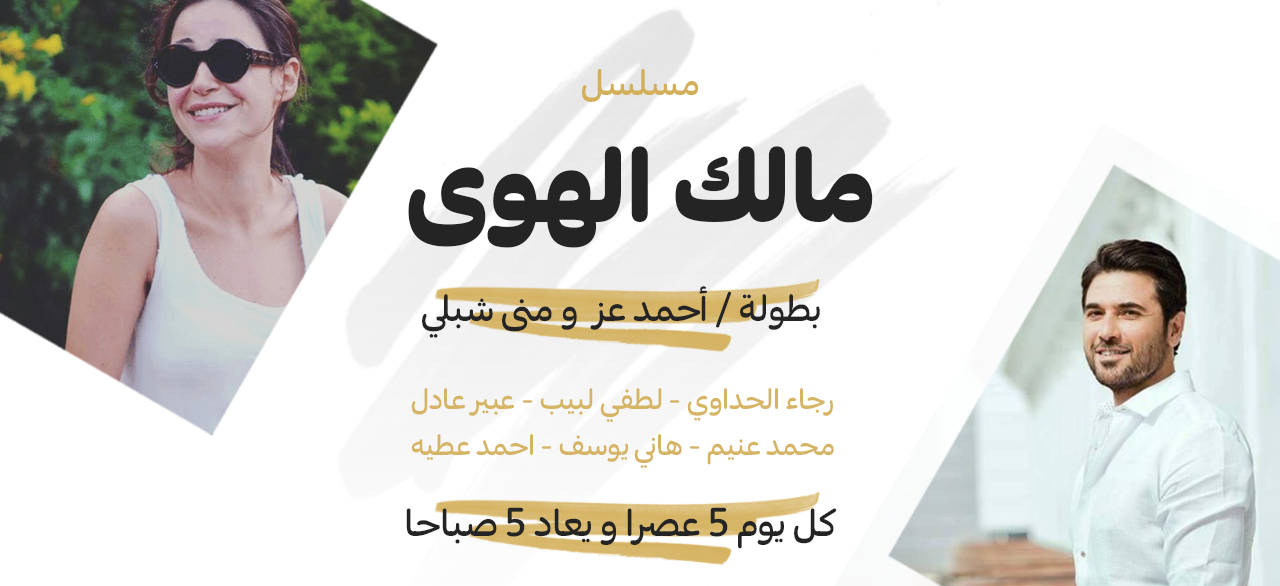 مسلسل
مالك الهوى
بطولة / أحمد عز و منى شبلي
رجاء الحداوي - لطفي لبيب - عبير عادل
محمد عنيم - هاني يوسف - احمد عطيه
كل يوم 5 عصرا و يعاد 5 صباحا